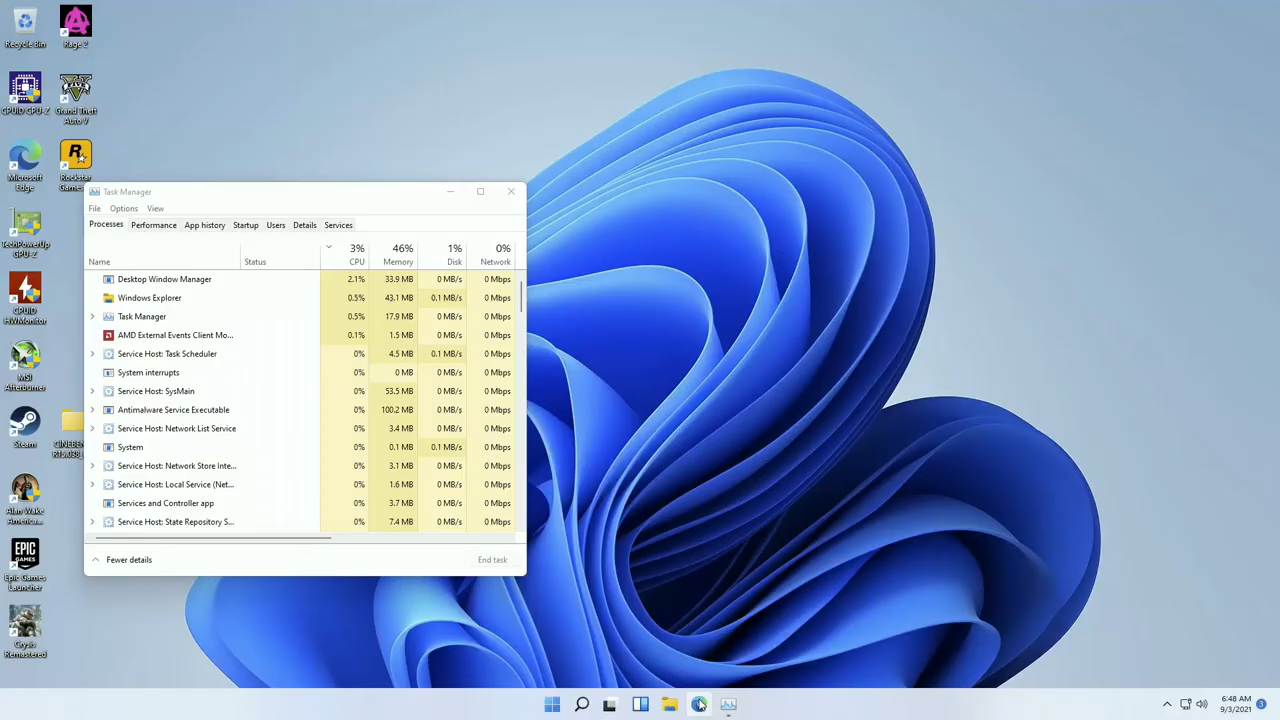 Recycle Bin
Rage 2
CPUID CPU-Z
Grand Theft
Auto V
Microsoft
Edge
Rockstar
Games
TechPowerUp
GPU-Z
CPUID
HWMonitor
MSI
Afterburner
Steam
CINEBEN
R15.038_
Alan Wake
America...
EPIC
GAMES
Epic Games
Launcher
Crysis
Remastered
Task Manager
File Options View
Processes Performance App history Startup Users Details Services
3% 46% 1% 0%
Name Status CPU Memory Disk Network
Desktop Window Manager 2.1% 33.9 MB 0 MB/s 0 Mbps
Windows Explorer 0.5% 43.1 MB 0.1 MB/s 0 Mbps
Task Manager 0.5% 17.9 MB 0 MB/s 0 Mbps
AMD External Events Client Mo... 0.1% 1.5 MB 0 MB/s 0 Mbps
Service Host: Task Scheduler 0% 4.5 MB 0.1 MB/s 0 Mbps
System interrupts 0% 0 MB 0 MB/s 0 Mbps
Service Host: SysMain 0% 53.5 MB 0 MB/s 0 Mbps
Antimalware Service Executable 0% 100.2 MB 0 MB/s 0 Mbps
Service Host: Network List Service 0% 3.4 MB 0 MB/s 0 Mbps
System 0% 0.1 MB 0.1 MB/s 0 Mbps
Service Host: Network Store Inte... 0% 3.1 MB 0 MB/s 0 Mbps
Service Host: Local Service (Net... 0% 1.6 MB 0 MB/s 0 Mbps
Services and Controller app 0% 3.7 MB 0 MB/s 0 Mbps
Service Host: State Repository S... 0% 7.4 MB 0 MB/s 0 Mbps
Fewer details End task
6:48 AM
9/3/2021
3